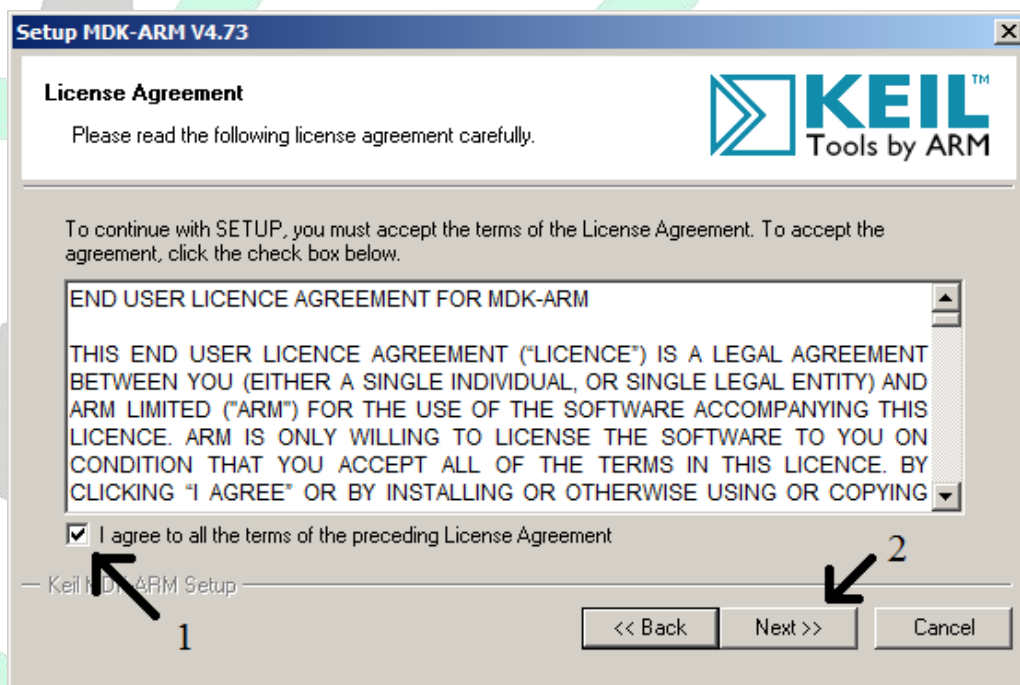 Setup MDK-ARM V4.73
License Agreement
Please read the following license agreement carefully.
KEIL™
Tools by ARM
To continue with SETUP, you must accept the terms of the License Agreement. To accept the
agreement, click the check box below.
END USER LICENCE AGREEMENT FOR MDK-ARM
THIS END USER LICENCE AGREEMENT (“LICENCE”) IS A LEGAL AGREEMENT
BETWEEN YOU (EITHER A SINGLE INDIVIDUAL, OR SINGLE LEGAL ENTITY) AND
ARM LIMITED ("ARM") FOR THE USE OF THE SOFTWARE ACCOMPANYING THIS
LICENCE. ARM IS ONLY WILLING TO LICENSE THE SOFTWARE TO YOU ON
CONDITION THAT YOU ACCEPT ALL OF THE TERMS IN THIS LICENCE. BY
CLICKING “I AGREE” OR BY INSTALLING OR OTHERWISE USING OR COPYING
I agree to all the terms of the preceding License Agreement
2
Keil MDK-ARM Setup
1
<< Back Next >> Cancel